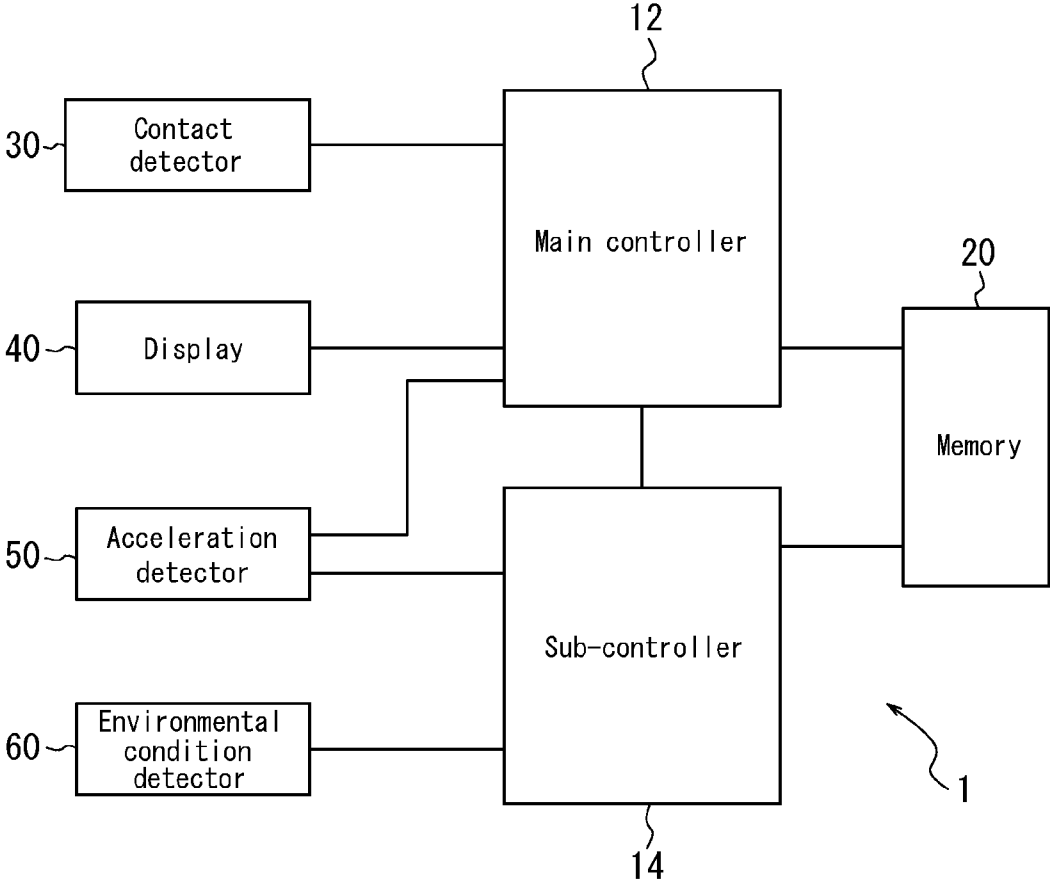 12
30
Contact
detector
Main controller
20
40
Display
Memory
50
Acceleration
detector
Sub-controller
60
Environmental
condition
detector
1
14